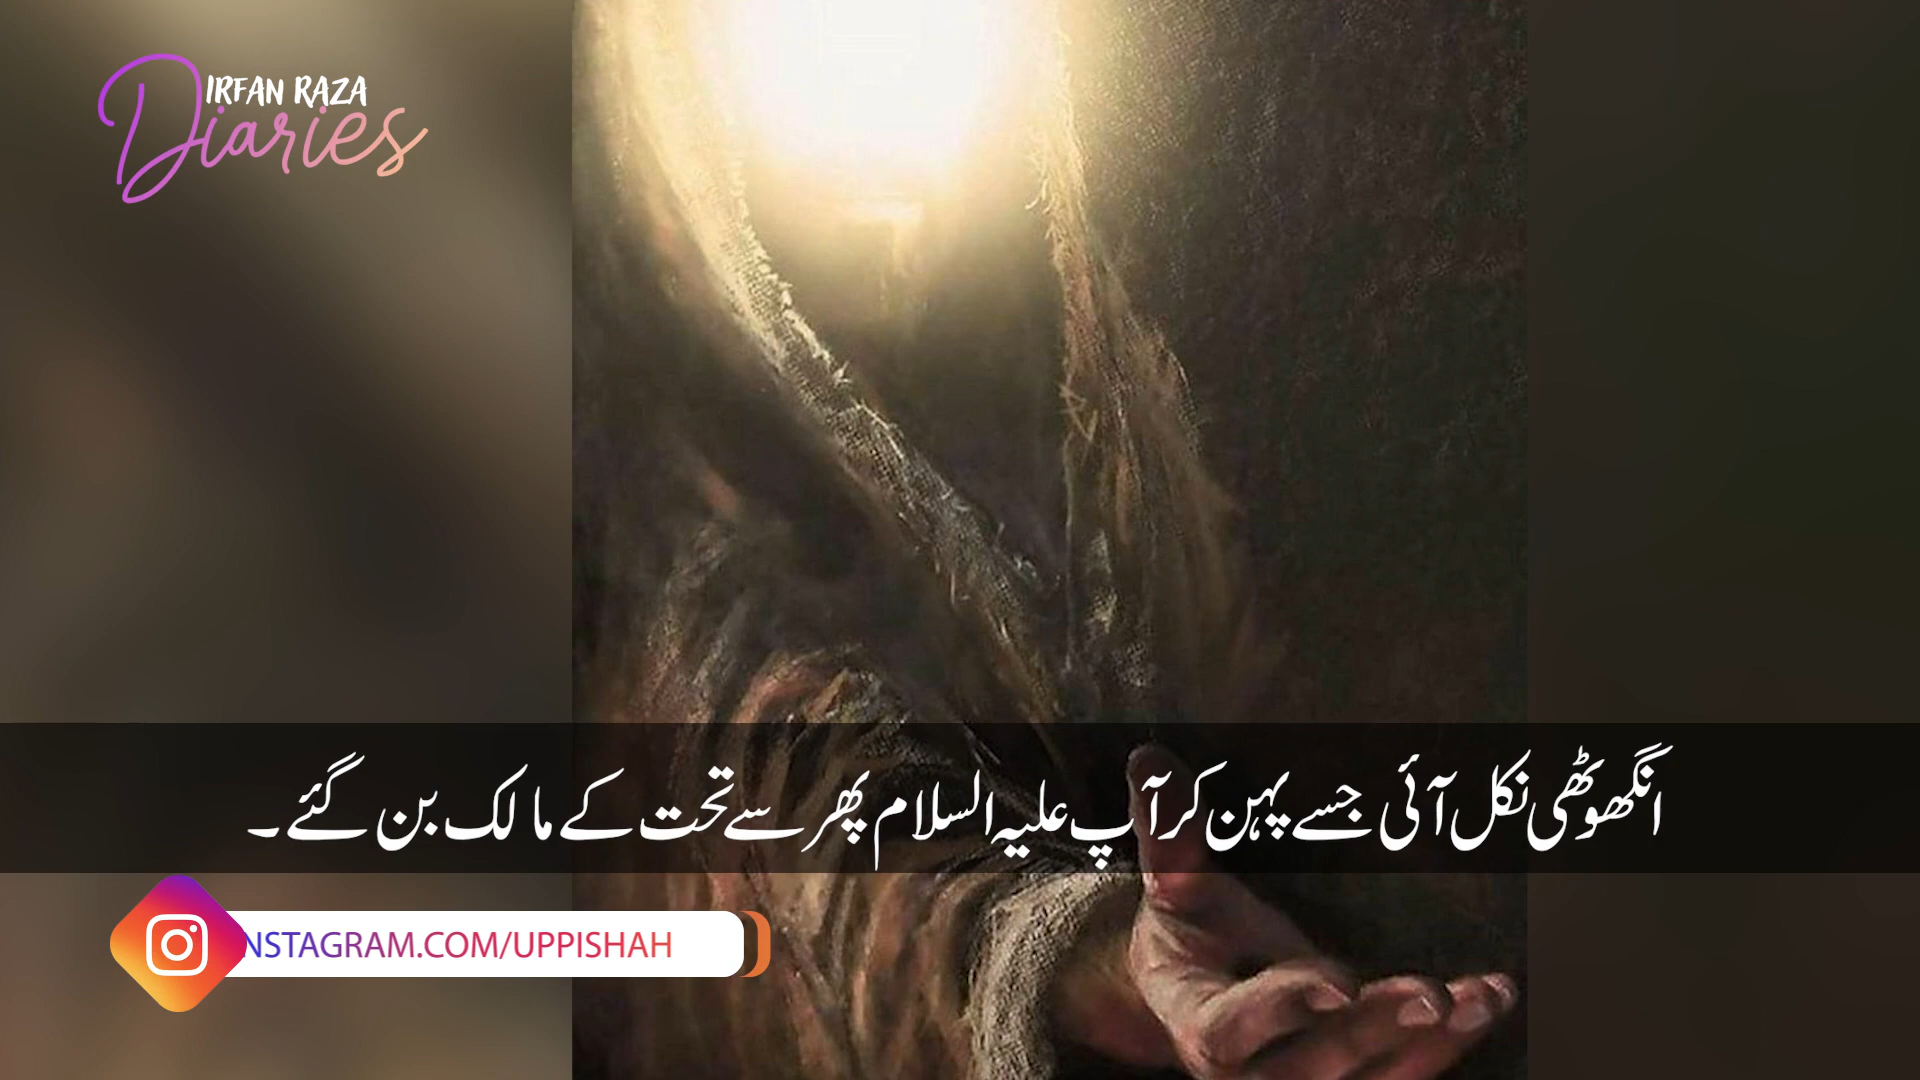 IRFAN RAZA
Diaries
انگھوٹھی نکل آئی جسے پہن کر آپ علیہ السلام پھر سے تخت کے مالک بن گئے ۔
NSTAGRAM.COM/UPPISHAH